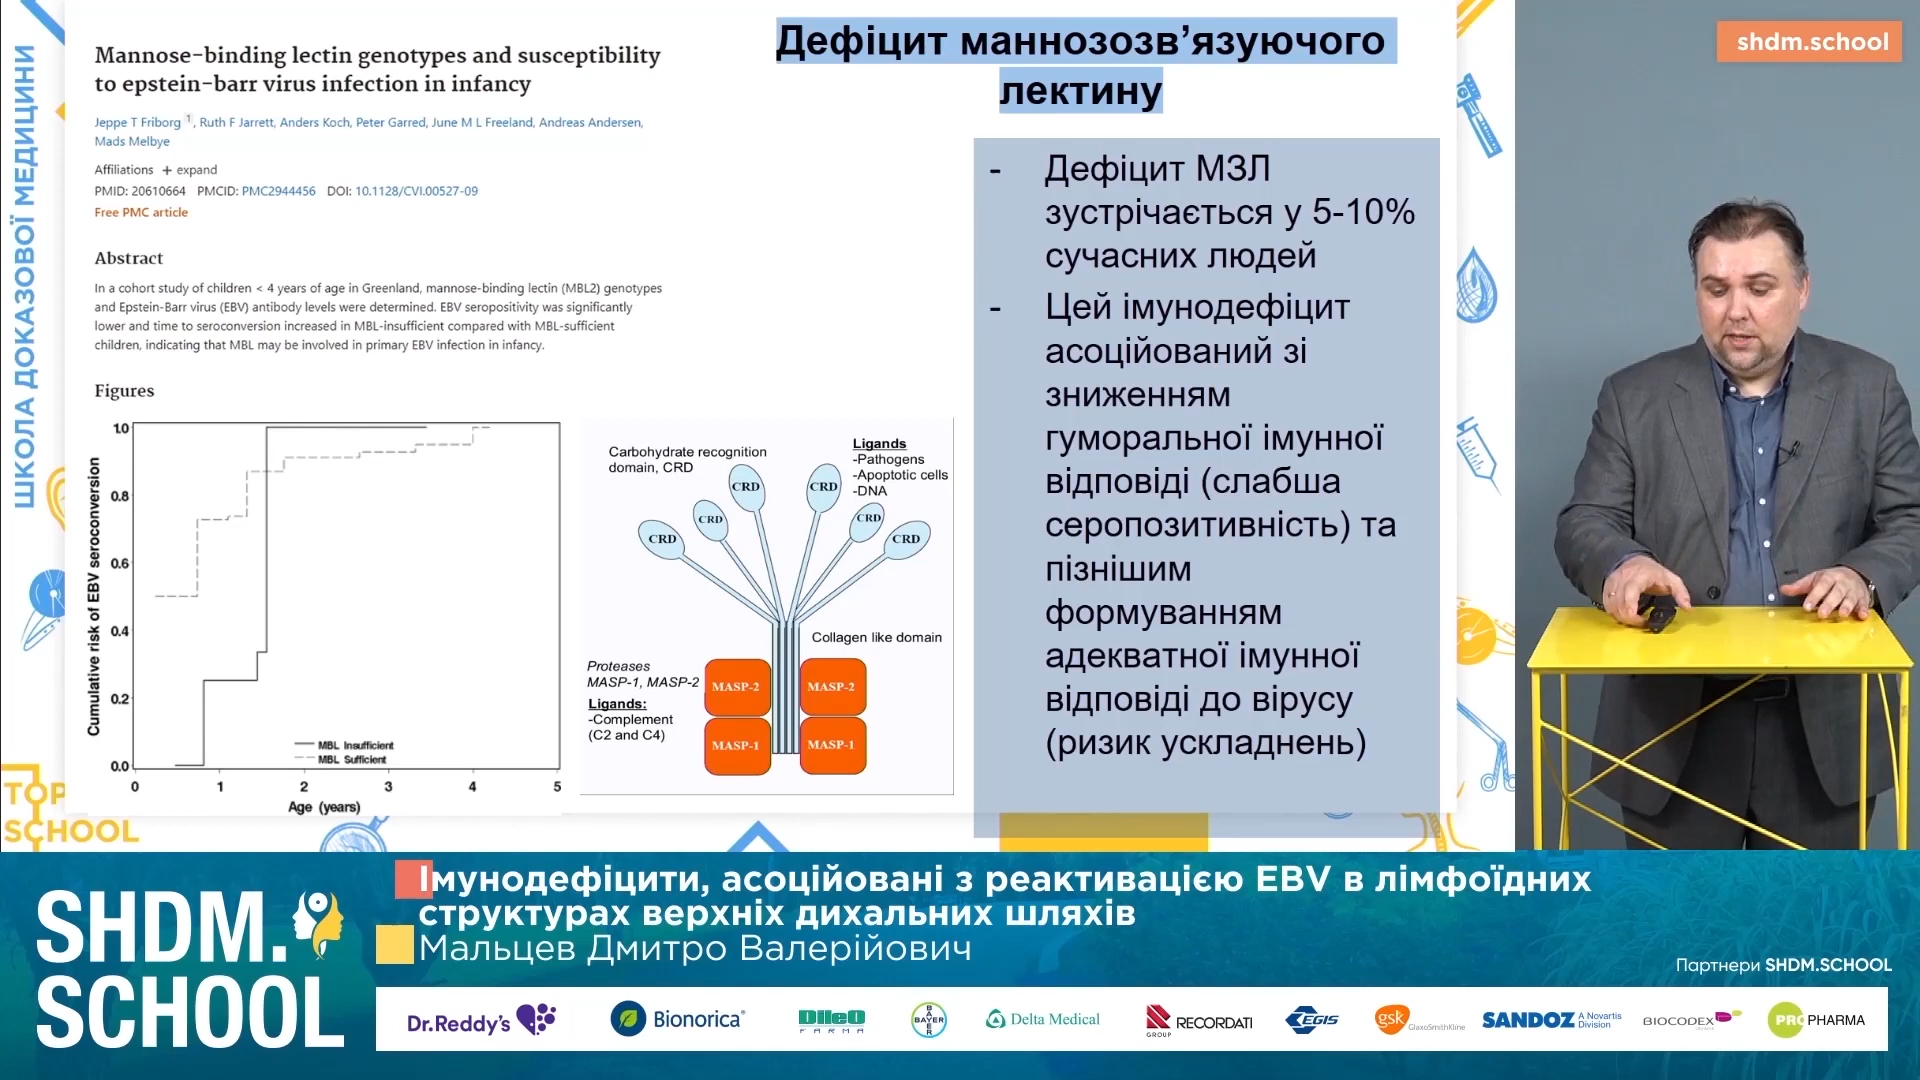 ШКОЛА ДОКАЗОВОЇ МЕДИЦИНИ
TOP
SCHOOL
shdm.school
Mannose-binding lectin genotypes and susceptibility
to epstein-barr virus infection in infancy
Jeppe T Friborg 1, Ruth F Jarrett, Anders Koch, Peter Garred, June M L Freeland, Andreas Andersen,
Mads Melbye
Affiliations + expand
PMID: 20610664 PMCID: PMC2944456 DOI: 10.1128/CVI.00527-09
Free PMC article
Abstract
In a cohort study of children < 4 years of age in Greenland, mannose-binding lectin (MBL2) genotypes
and Epstein-Barr virus (EBV) antibody levels were determined. EBV seropositivity was significantly
lower and time to seroconversion increased in MBL-insufficient compared with MBL-sufficient
children, indicating that MBL may be involved in primary EBV infection in infancy.
Figures
Cumulative risk of EBV seroconversion
1.0
0.8
0.6
0.4
0.2
0.0
MBL Insufficient
MBL Sufficient
0 1 2 3 4 5
Age (years)
Carbohydrate recognition
domain, CRD
Ligands
-Pathogens
-Apoptotic cells
-DNA
CRD
CRD
CRD
CRD
CRD
CRD
Collagen like domain
Proteases
MASP-1, MASP-2
Ligands:
-Complement
(C2 and C4)
MASP-2
MASP-2
MASP-1
MASP-1
Дефіцит маннозозв’язуючого
лектину
- Дефіцит МЗЛ
зустрічається у 5-10%
сучасних людей
- Цей імунодефіцит
асоційований зі
зниженням
гуморальної імунної
відповіді (слабша
серопозитивність) та
пізнішим
формуванням
адекватної імунної
відповіді до вірусу
(ризик ускладнень)
SHDM.
SCHOOL
Імунодефіцити, асоційовані з реактивацією EBV в лімфоїдних
структурах верхніх дихальних шляхів
Мальцев Дмитро Валерійович
Партнери SHDM.SCHOOL
Dr.Reddy's
Bionorica
DileO
FARMA
BAYER
BAYER
Delta Medical
RECORDATI
GROUP
EGIS
gsk
GlaxoSmithKline
SANDOZ
A Novartis
Division
BIOCODEX
PRO PHARMA